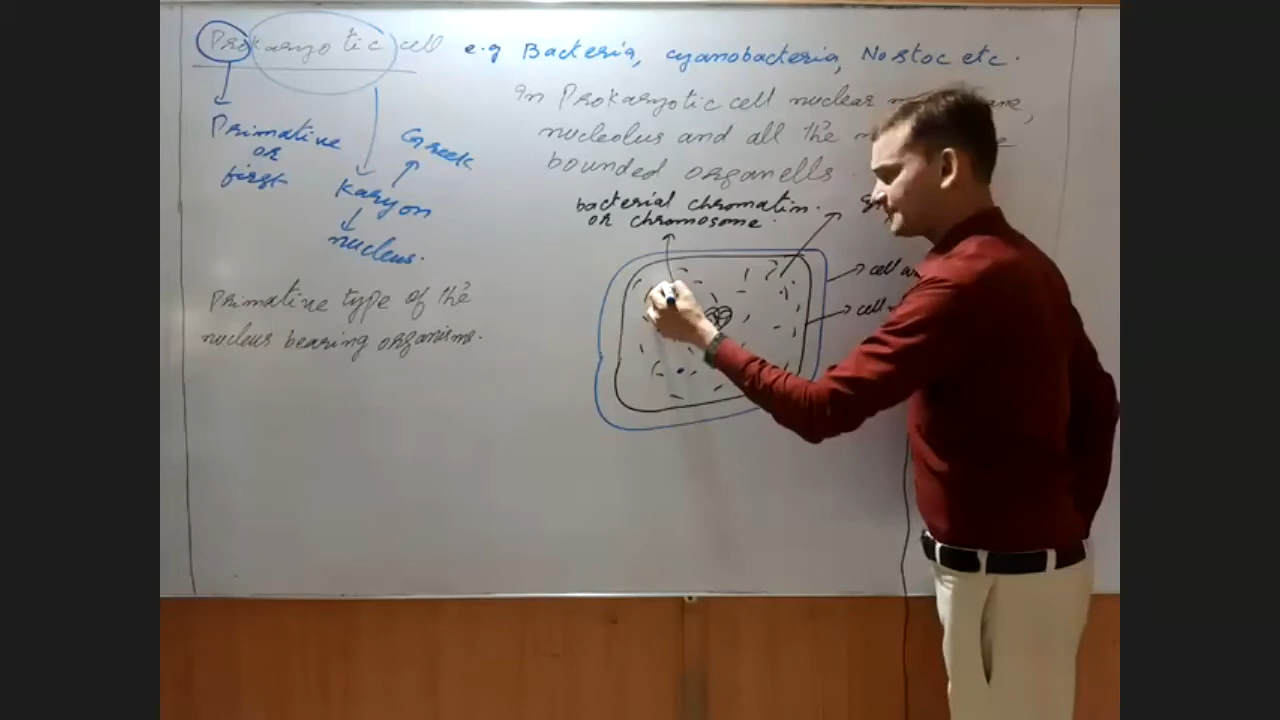 Prokaryotic cell e.g Bacteria, cyanobacteria, Nostoc etc.
In Prokaryotic cell nuclear
nucleolus and all the
bounded organells.
Primative
or
first
Greek
Karyon
nucleus.
Primative type of the
nucleus bearing organisms.
bacterial chromatin.
or chromosome.
cell
cell